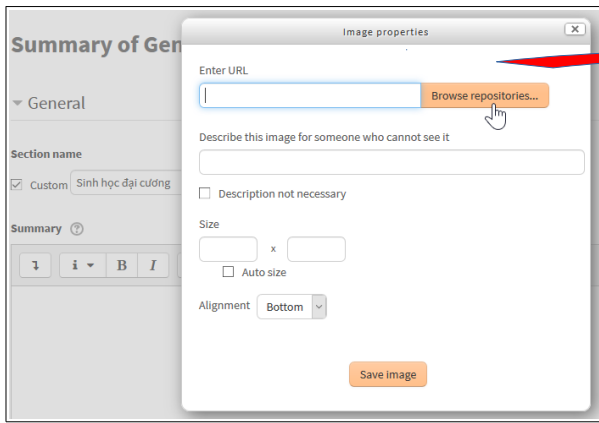 Summary of Gen
Image properties
Enter URL
Browse repositories...
General
Describe this image for someone who cannot see it
Section name
Custom Sinh học đại cương
Description not necessary
Summary
Size
x
i B I
Auto size
Alignment Bottom
Save image